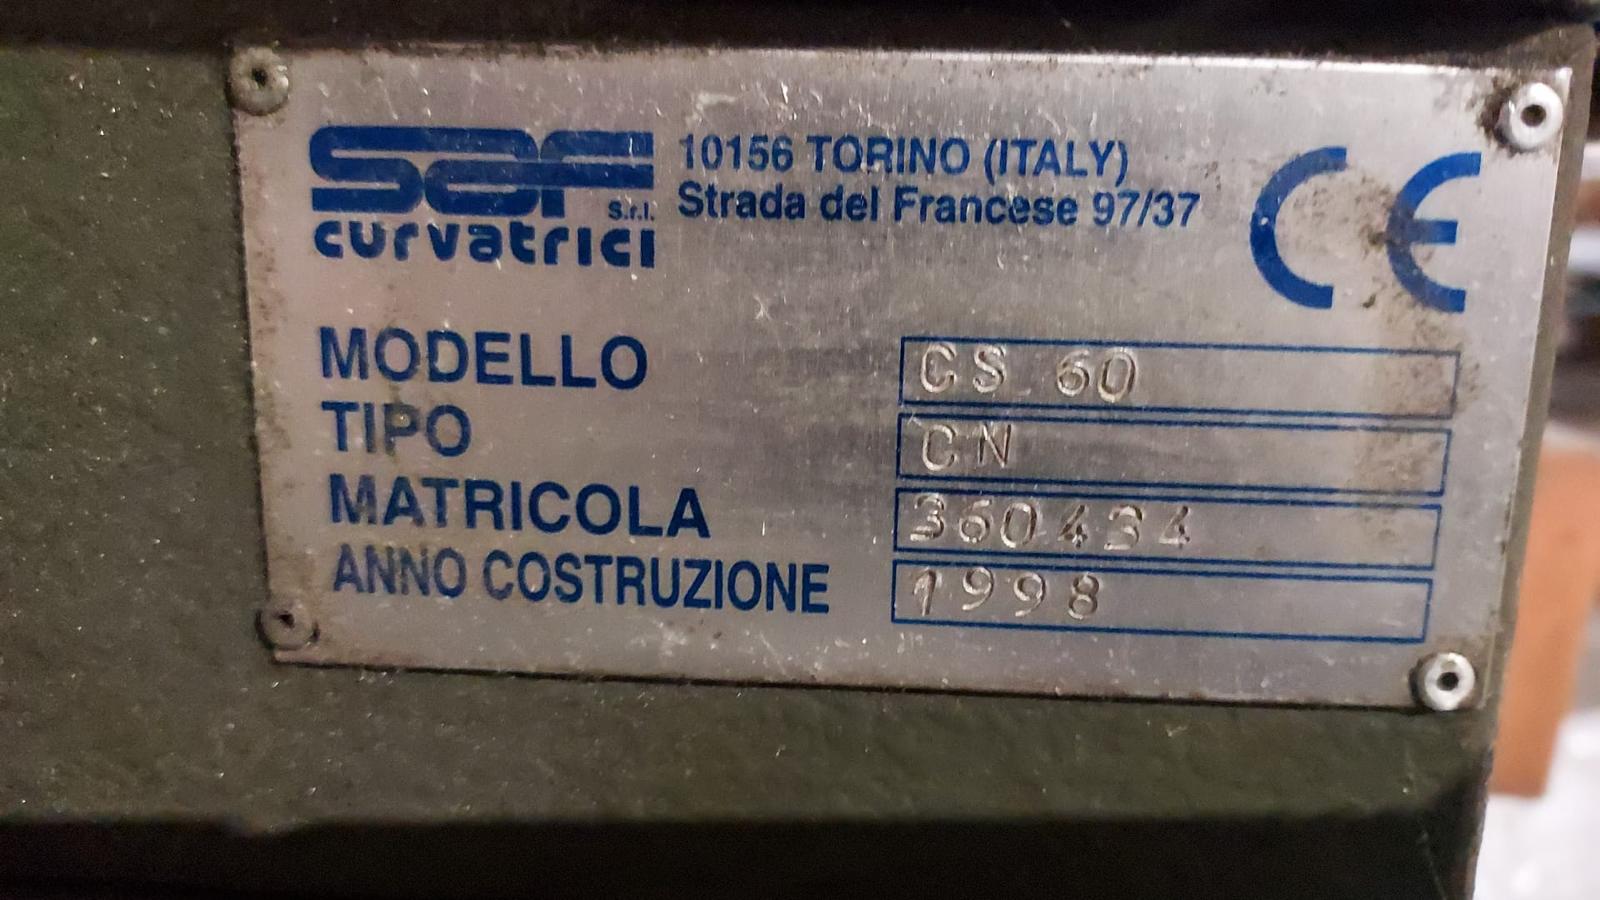 saf s.r.l.
curvatrici
10156 TORINO (ITALY)
Strada del Francese 97/37
CE
MODELLO CS 60
TIPO CN
MATRICOLA 360434
ANNO COSTRUZIONE 1998